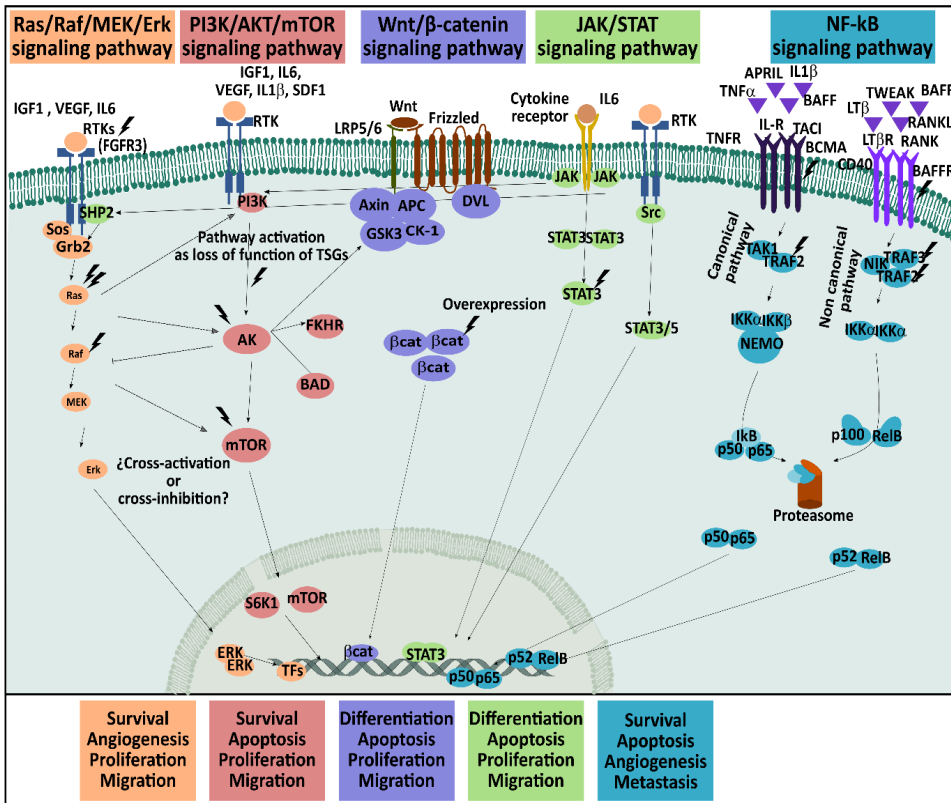 Ras/Raf/MEK/Erk
signaling pathway
PI3K/AKT/mTOR
signaling pathway
Wnt/β-catenin
signaling pathway
JAK/STAT
signaling pathway
NF-kB
signaling pathway
IGF1 , VEGF, IL6
RTKs
(FGFR3)
SHP2
Sos
Grb2
Ras
Raf
MEK
Erk
IGF1, IL6,
VEGF, IL1β, SDF1
RTK
PI3K
Pathway activation
as loss of function of TSGs
AK
FKHR
BAD
mTOR
¿Cross-activation
or
cross-inhibition?
Wnt
Frizzled
LRP5/6
Axin
APC
DVL
GSK3
CK-1
Overexpression
βcat
βcat
βcat
Cytokine
receptor
IL6
RTK
JAK
JAK
Src
STAT3
STAT3
STAT3
STAT3/5
APRIL
IL1β
TNFα
BAFF
IL-R
TACI
TNFR
BCMA
Canonical
pathway
TAK1
TRAF2
IKKα
IKKβ
NEMO
IkB
p50
p65
TWEAK
BAFF
LTβ
RANKL
LTβR
RANK
CD40
BAFFR
Non canonical
pathway
NIK
TRAF3
TRAF2
IKKα
IKKα
p100
RelB
Proteasome
p50
p65
p52
RelB
S6K1
mTOR
ERK
ERK
TFs
βcat
STAT3
p50
p65
p52
RelB
Survival
Angiogenesis
Proliferation
Migration
Survival
Apoptosis
Proliferation
Migration
Differentiation
Apoptosis
Proliferation
Migration
Differentiation
Apoptosis
Proliferation
Migration
Survival
Apoptosis
Angiogenesis
Metastasis